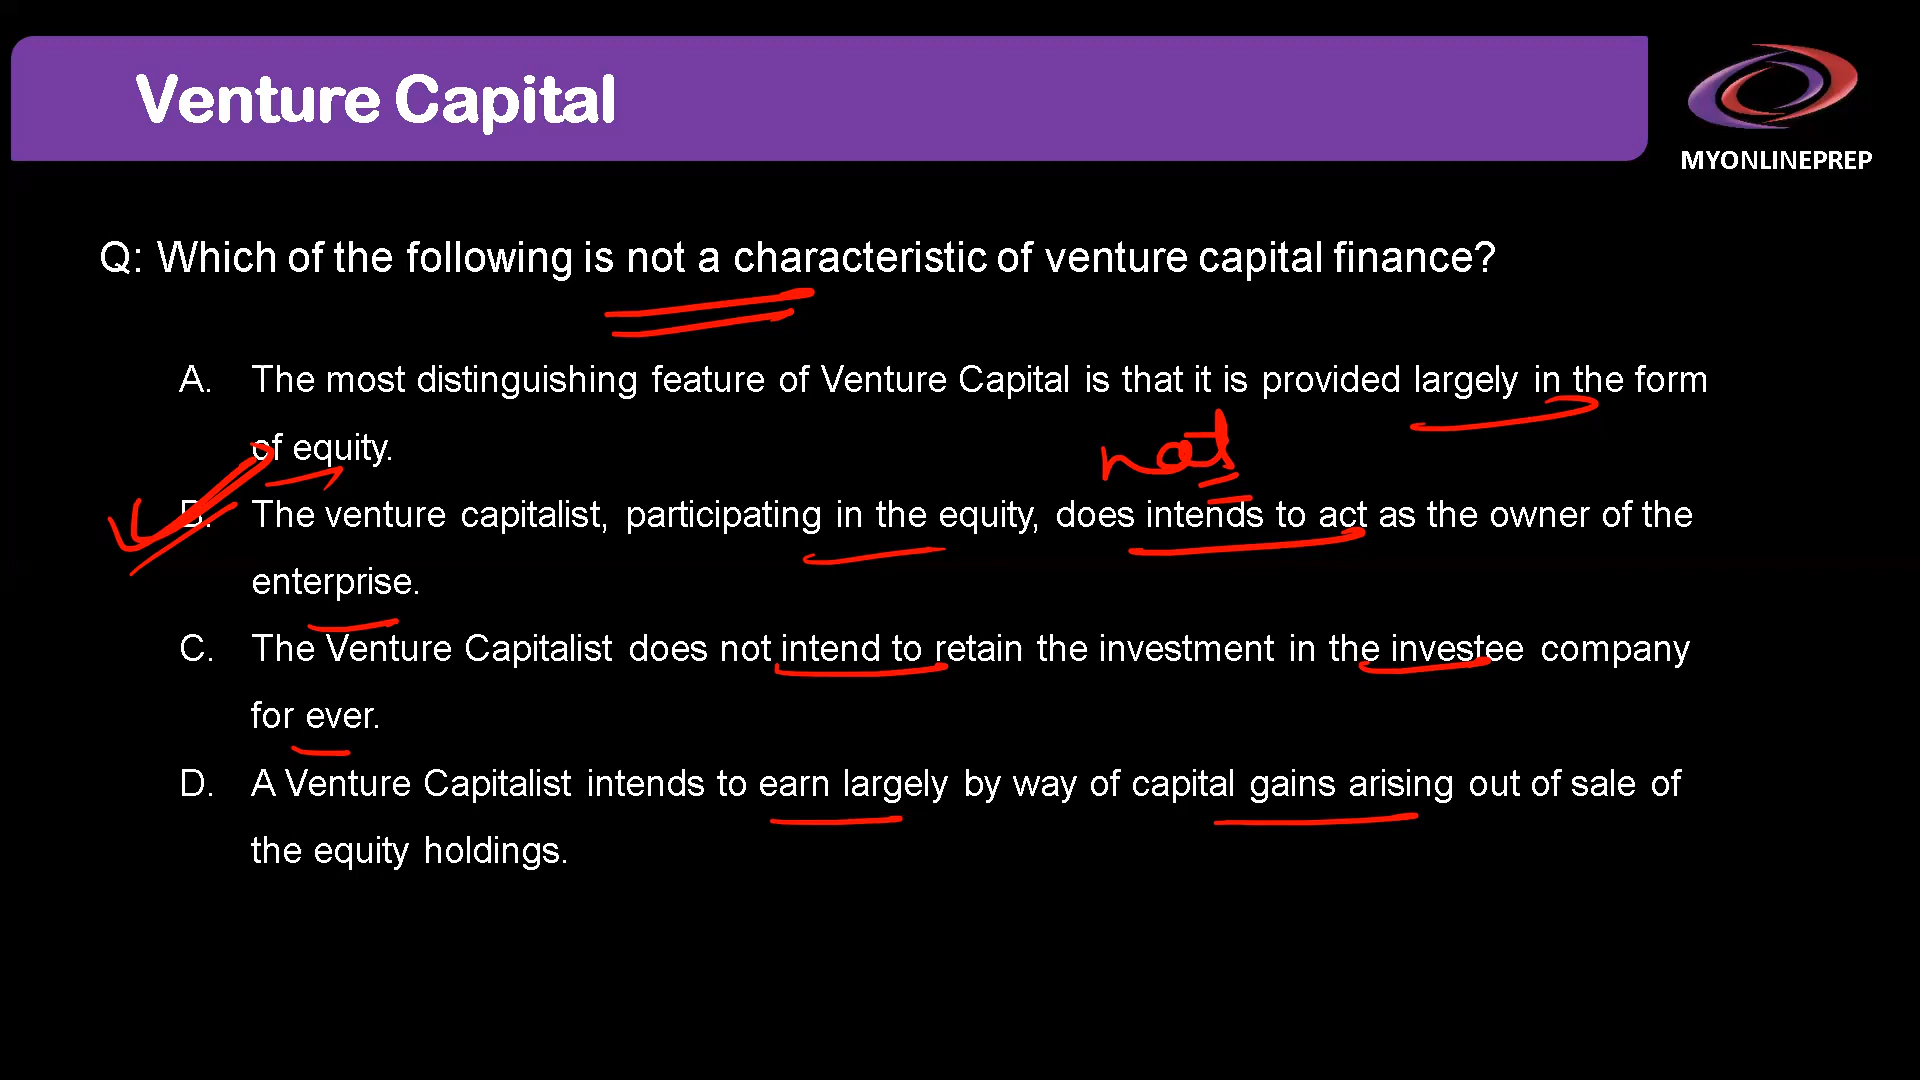 Venture Capital
MYONLINEPREP
Q: Which of the following is not a characteristic of venture capital finance?
A. The most distinguishing feature of Venture Capital is that it is provided largely in the form
of equity.
not
B. The venture capitalist, participating in the equity, does intends to act as the owner of the
enterprise.
C. The Venture Capitalist does not intend to retain the investment in the investee company
for ever.
D. A Venture Capitalist intends to earn largely by way of capital gains arising out of sale of
the equity holdings.